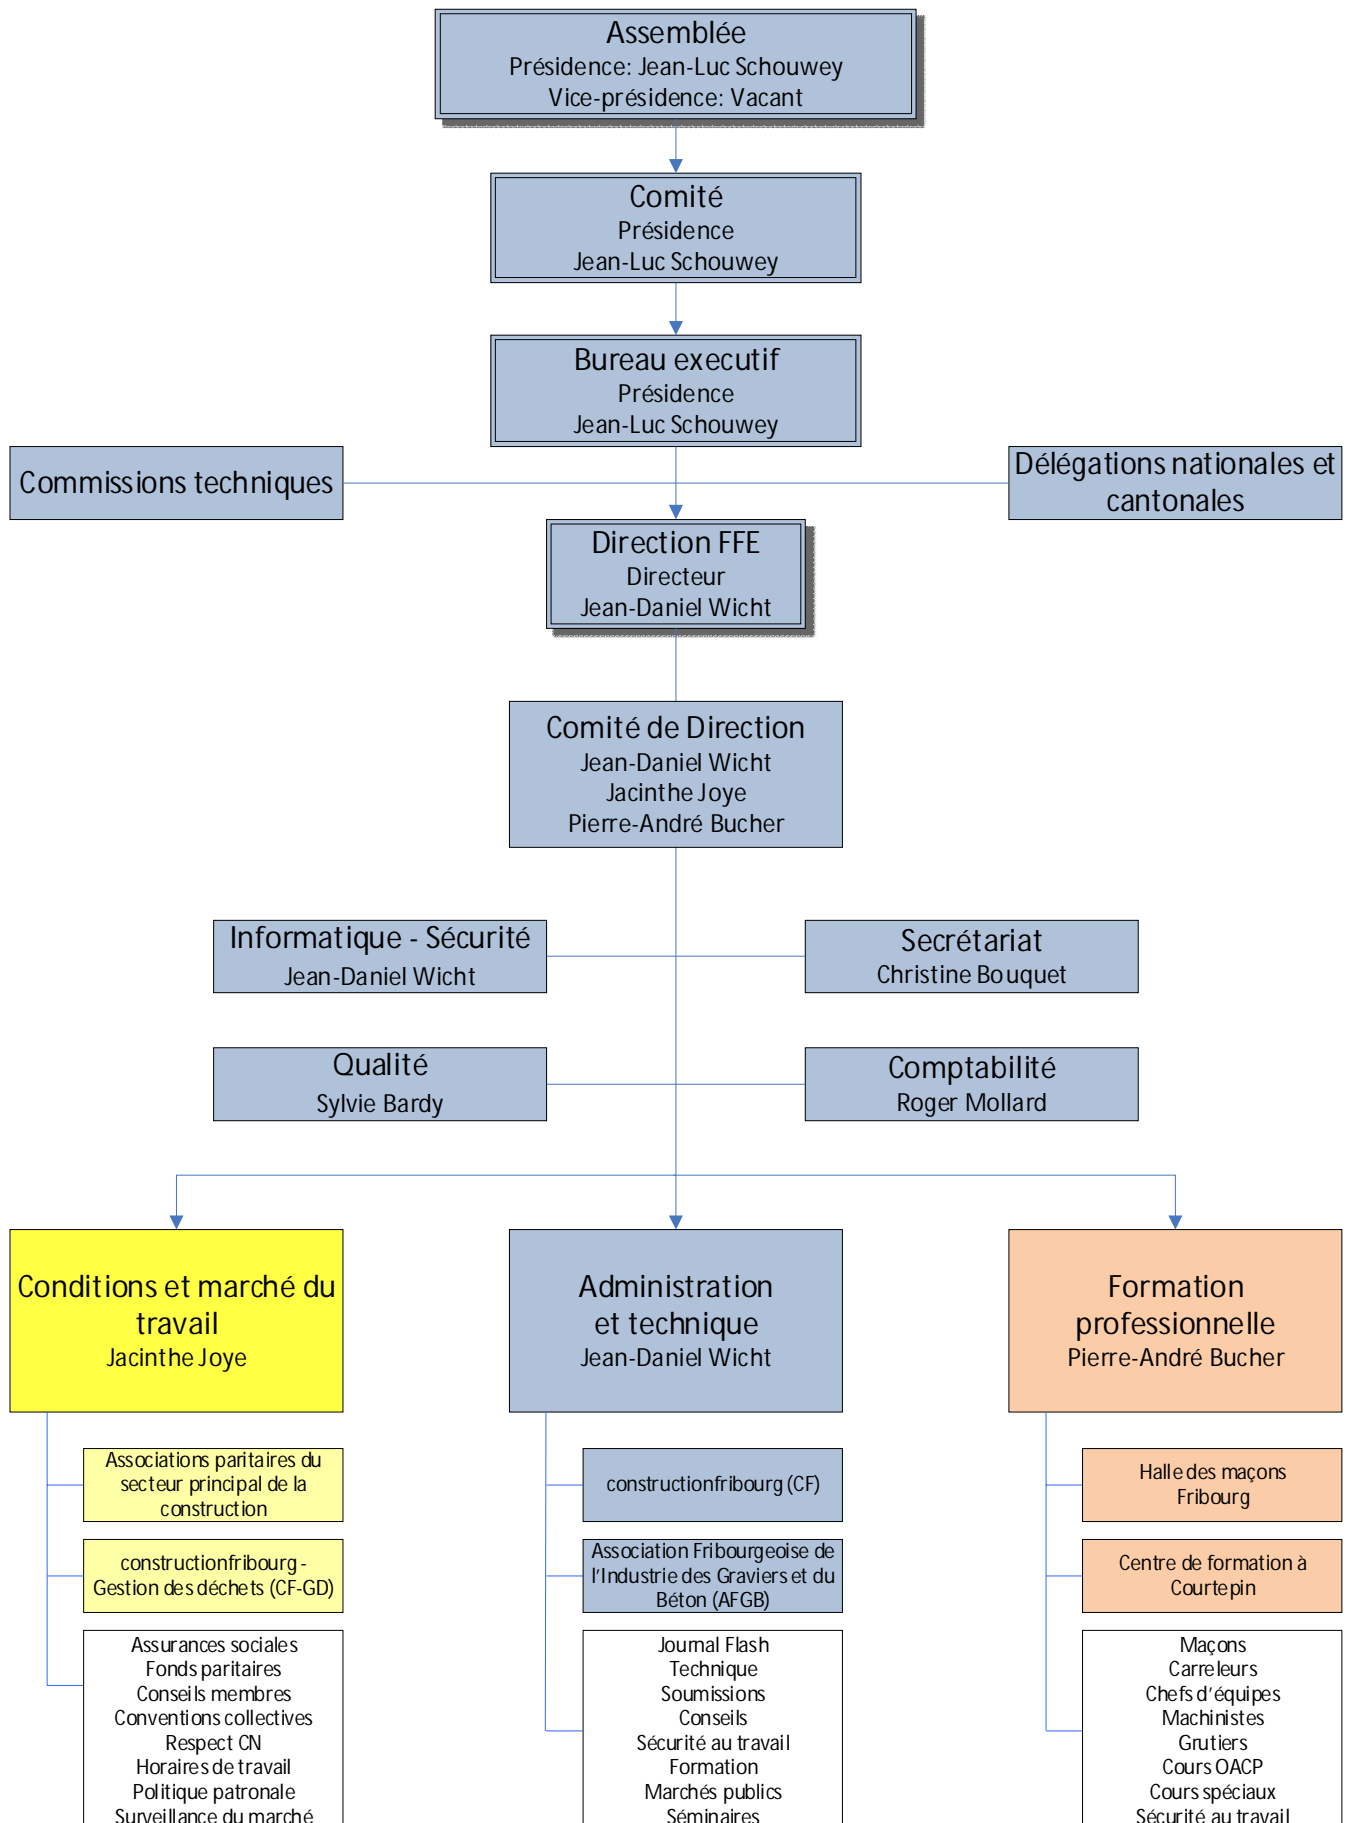 Assemblée
Présidence: Jean-Luc Schouwey
Vice-présidence: Vacant
Comité
Présidence
Jean-Luc Schouwey
Bureau executif
Présidence
Jean-Luc Schouwey
Commissions techniques
Délégations nationales et
cantonales
Direction FFE
Directeur
Jean-Daniel Wicht
Comité de Direction
Jean-Daniel Wicht
Jacinthe Joye
Pierre-André Bucher
Informatique - Sécurité
Jean-Daniel Wicht
Secrétariat
Christine Bouquet
Qualité
Sylvie Bardy
Comptabilité
Roger Mollard
Conditions et marché du
travail
Jacinthe Joye
Administration
et technique
Jean-Daniel Wicht
Formation
professionnelle
Pierre-André Bucher
Associations paritaires du
secteur principal de la
construction
constructionfribourg -
Gestion des déchets (CF-GD)
Assurances sociales
Fonds paritaires
Conseils membres
Conventions collectives
Respect CN
Horaires de travail
Politique patronale
Surveillance du marché
constructionfribourg (CF)
Association Fribourgeoise de
l'Industrie des Graviers et du
Béton (AFGB)
Journal Flash
Technique
Soumissions
Conseils
Sécurité au travail
Formation
Marchés publics
Séminaires
Halle des maçons
Fribourg
Centre de formation à
Courtepin
Maçons
Carreleurs
Chefs d'équipes
Machinistes
Grutiers
Cours OACP
Cours spéciaux
Sécurité au travail